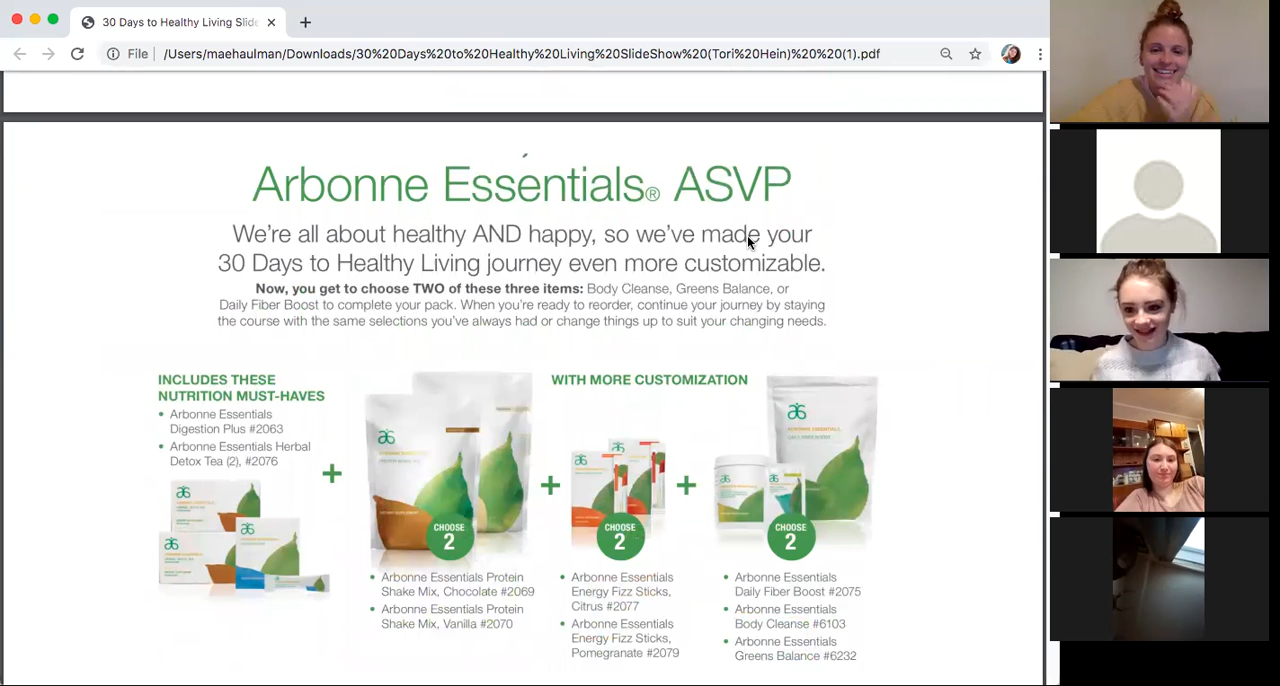 30 Days to Healthy Living Slide
File
/Users/maehaulman/Downloads/30%20Days%20to%20Healthy%20Living%20SlideShow%20(Tori%20Hein)%20%20(1).pdf
Arbonne Essentials® ASVP
We're all about healthy AND happy, so we've made your
30 Days to Healthy Living journey even more customizable.
Now, you get to choose TWO of these three items: Body Cleanse, Greens Balance, or
Daily Fiber Boost to complete your pack. When you're ready to reorder, continue your journey by staying
the course with the same selections you've always had or change things up to suit your changing needs.
INCLUDES THESE
NUTRITION MUST-HAVES
• Arbonne Essentials
Digestion Plus #2063
• Arbonne Essentials Herbal
Detox Tea (2), #2076
+
WITH MORE CUSTOMIZATION
CHOOSE
2
• Arbonne Essentials Protein
Shake Mix, Chocolate #2069
• Arbonne Essentials Protein
Shake Mix, Vanilla #2070
+
CHOOSE
2
• Arbonne Essentials
Energy Fizz Sticks,
Citrus #2077
• Arbonne Essentials
Energy Fizz Sticks,
Pomegranate #2079
+
CHOOSE
2
• Arbonne Essentials
Daily Fiber Boost #2075
• Arbonne Essentials
Body Cleanse #6103
• Arbonne Essentials
Greens Balance #6232